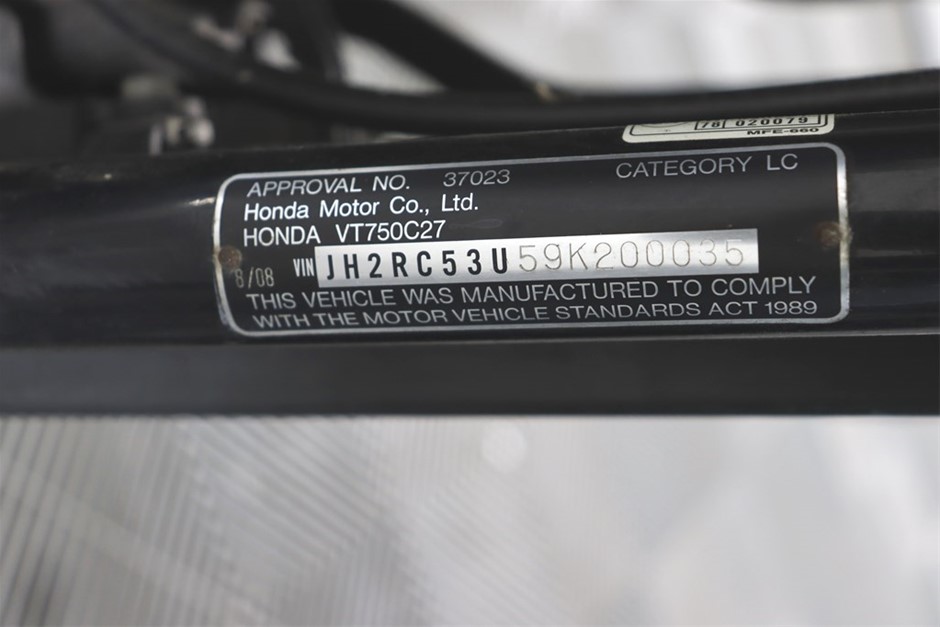 78 020079
MFE-660
APPROVAL NO. 37023 CATEGORY LC
Honda Motor Co., Ltd.
HONDA VT750C27
8/08 VIN JH2RC53U59K200035
THIS VEHICLE WAS MANUFACTURED TO COMPLY
WITH THE MOTOR VEHICLE STANDARDS ACT 1989